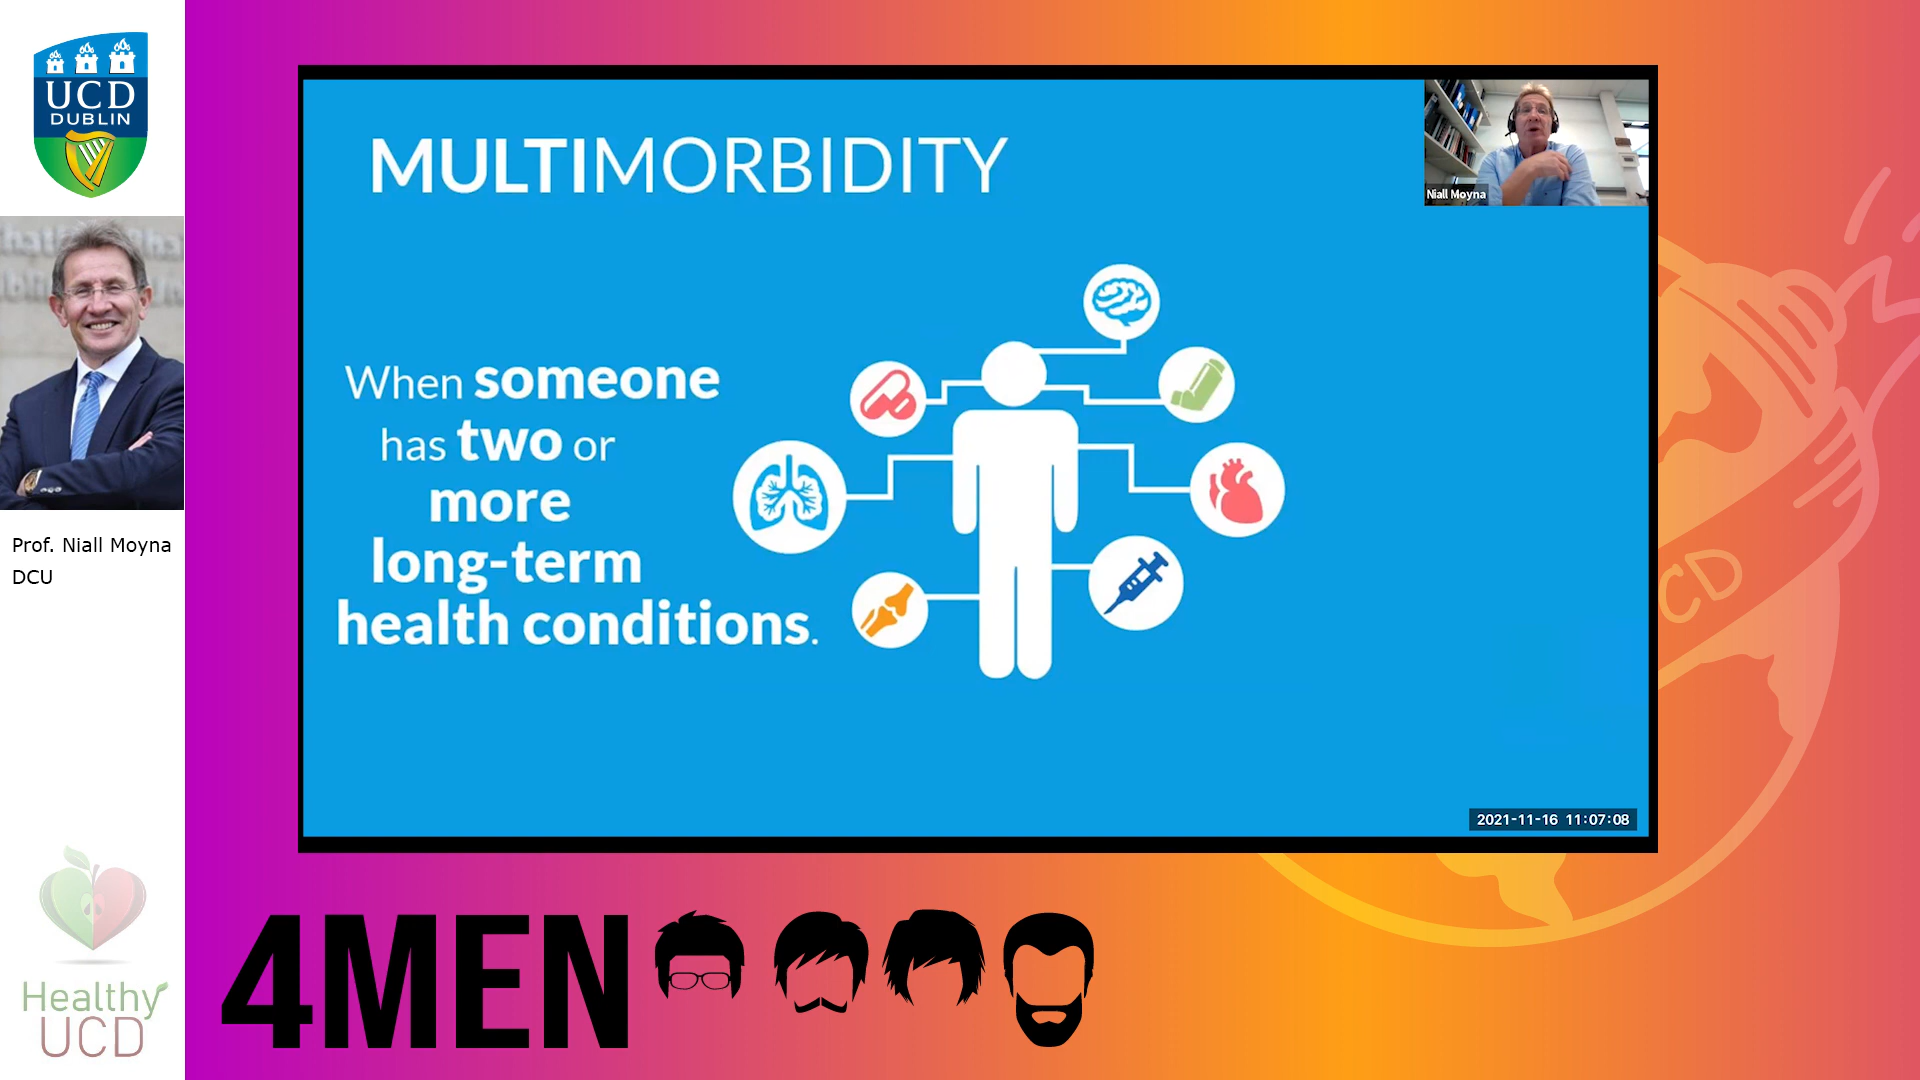 UCD
DUBLIN
Prof. Niall Moyna
DCU
Healthy
UCD
MULTIMORBIDITY
When someone
has two or
more
long-term
health conditions.
Niall Moyna
2021-11-16 11:07:08
4MEN
CD